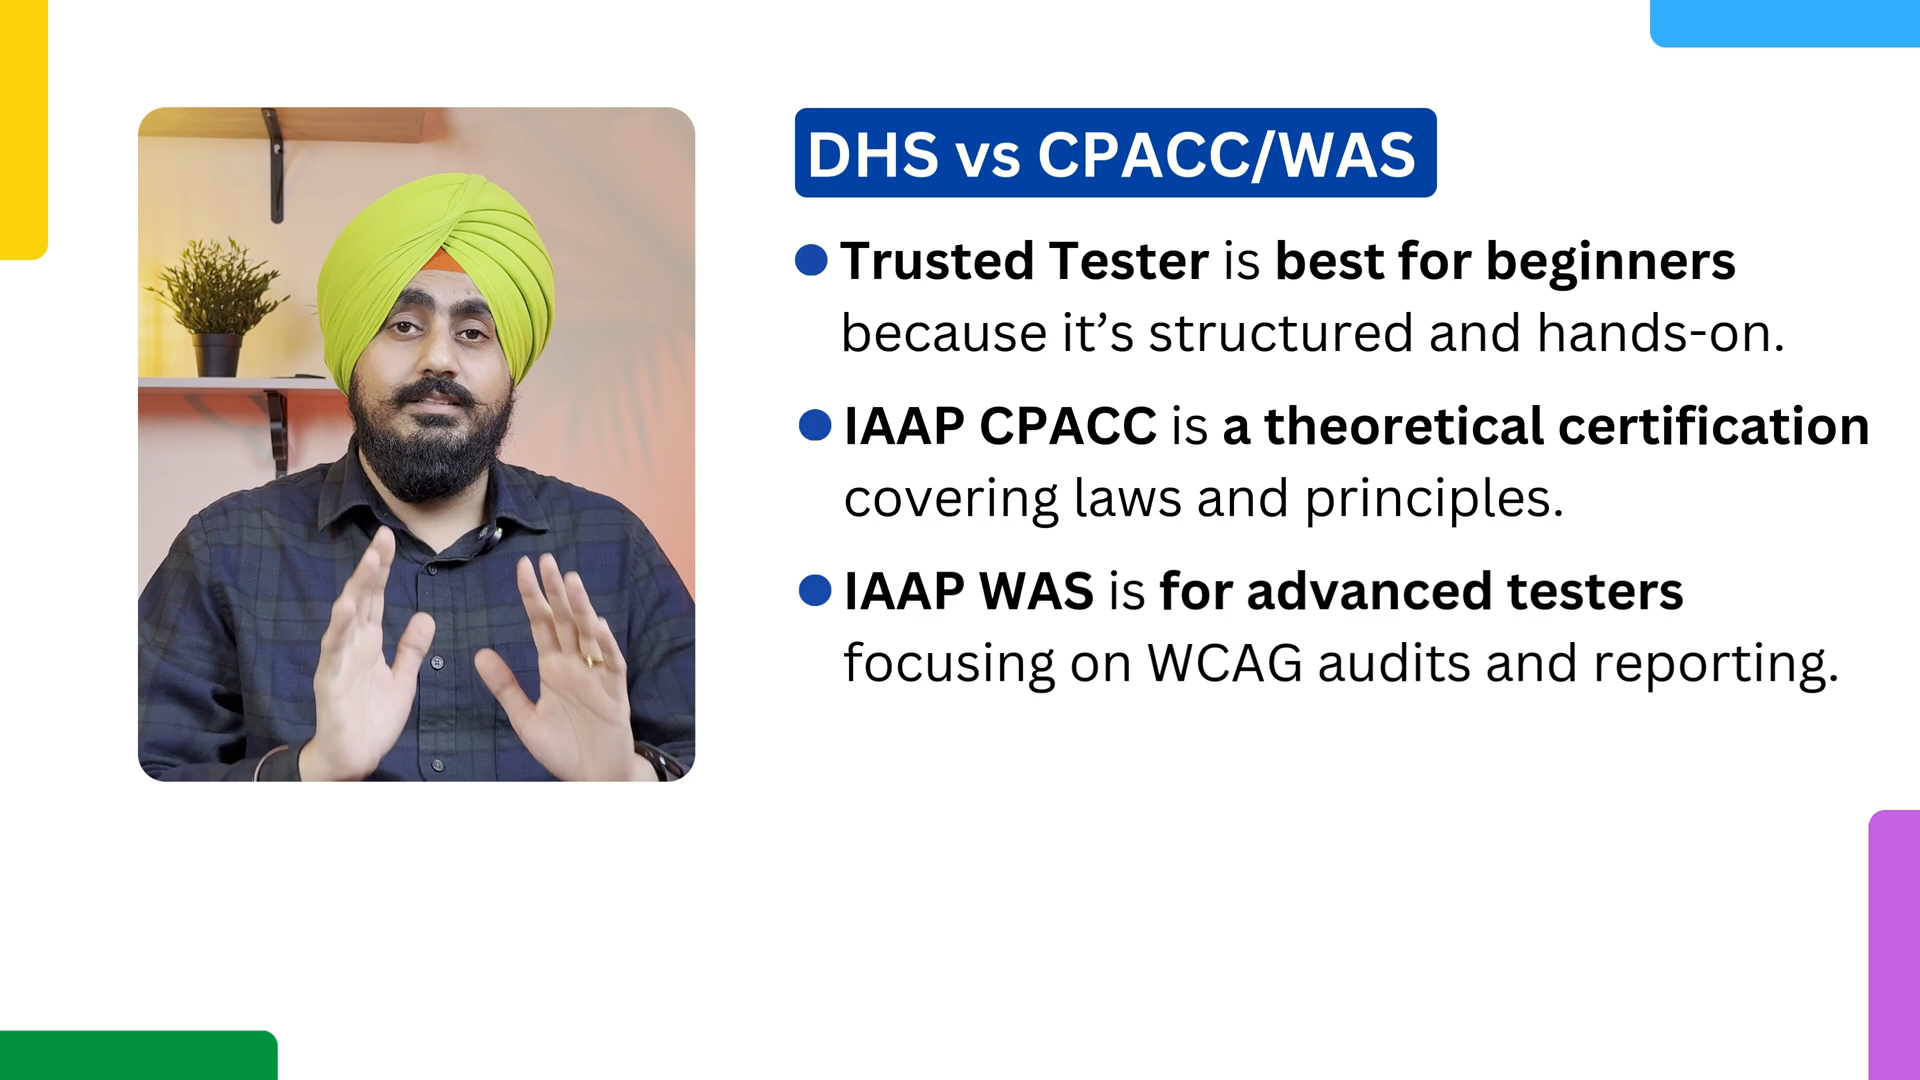 DHS vs CPACC/WAS
Trusted Tester is best for beginners
because it’s structured and hands-on.
IAAP CPACC is a theoretical certification
covering laws and principles.
IAAP WAS is for advanced testers
focusing on WCAG audits and reporting.